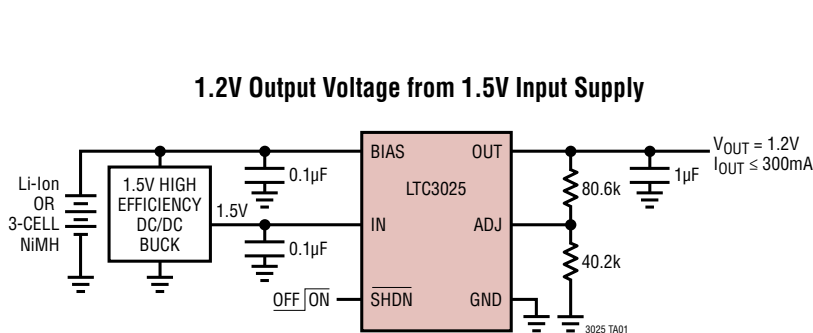 1.2V Output Voltage from 1.5V Input Supply
BIAS
OUT
VOUT = 1.2V
IOUT ≤ 300mA
0.1µF
1µF
Li-Ion
OR
3-CELL
NiMH
1.5V HIGH
EFFICIENCY
DC/DC
BUCK
LTC3025
80.6k
1.5V
IN
ADJ
0.1µF
40.2k
OFF ON
SHDN
GND
3025 TA01